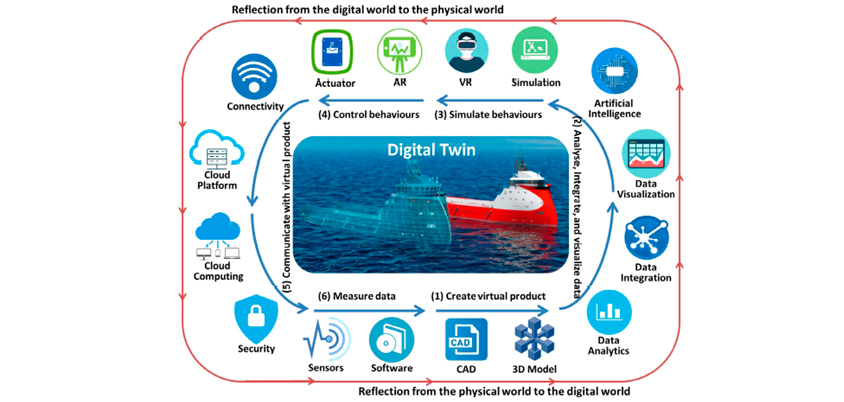 Reflection from the digital world to the physical world
Actuator
AR
VR
Simulation
Connectivity
Artificial
Intelligence
(4) Control behaviours
(3) Simulate behaviours
Digital Twin
Cloud
Platform
Data
Visualization
(5) Communicate with virtual product
(2) Analyse, Integrate, and visualize data
Cloud
Computing
Data
Integration
(6) Measure data
(1) Create virtual product
Security
Data
Analytics
Sensors
Software
CAD
CAD
3D Model
Reflection from the physical world to the digital world